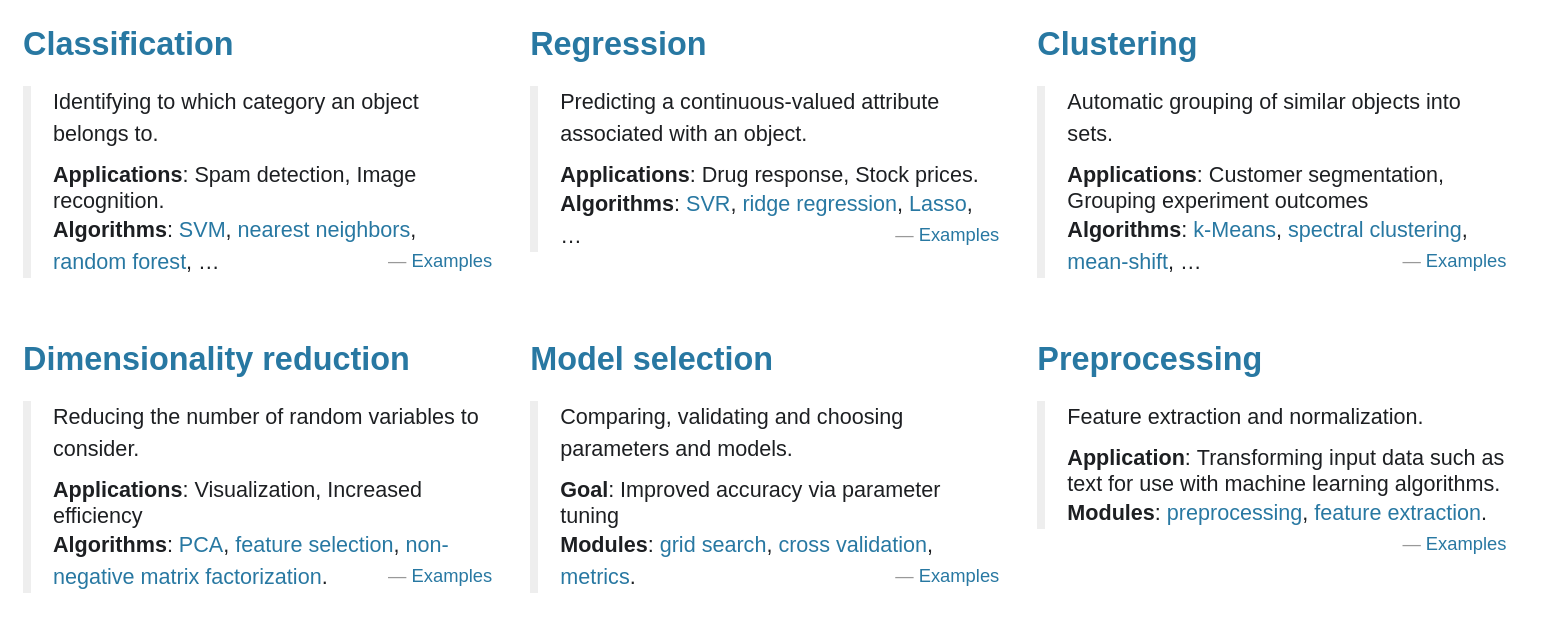 Classification
Identifying to which category an object
belongs to.
Applications: Spam detection, Image
recognition.
Algorithms: SVM, nearest neighbors,
random forest, …
— Examples
Regression
Predicting a continuous-valued attribute
associated with an object.
Applications: Drug response, Stock prices.
Algorithms: SVR, ridge regression, Lasso,
…
— Examples
Clustering
Automatic grouping of similar objects into
sets.
Applications: Customer segmentation,
Grouping experiment outcomes
Algorithms: k-Means, spectral clustering,
mean-shift, …
— Examples
Dimensionality reduction
Reducing the number of random variables to
consider.
Applications: Visualization, Increased
efficiency
Algorithms: PCA, feature selection, non-
negative matrix factorization.
— Examples
Model selection
Comparing, validating and choosing
parameters and models.
Goal: Improved accuracy via parameter
tuning
Modules: grid search, cross validation,
metrics.
— Examples
Preprocessing
Feature extraction and normalization.
Application: Transforming input data such as
text for use with machine learning algorithms.
Modules: preprocessing, feature extraction.
— Examples